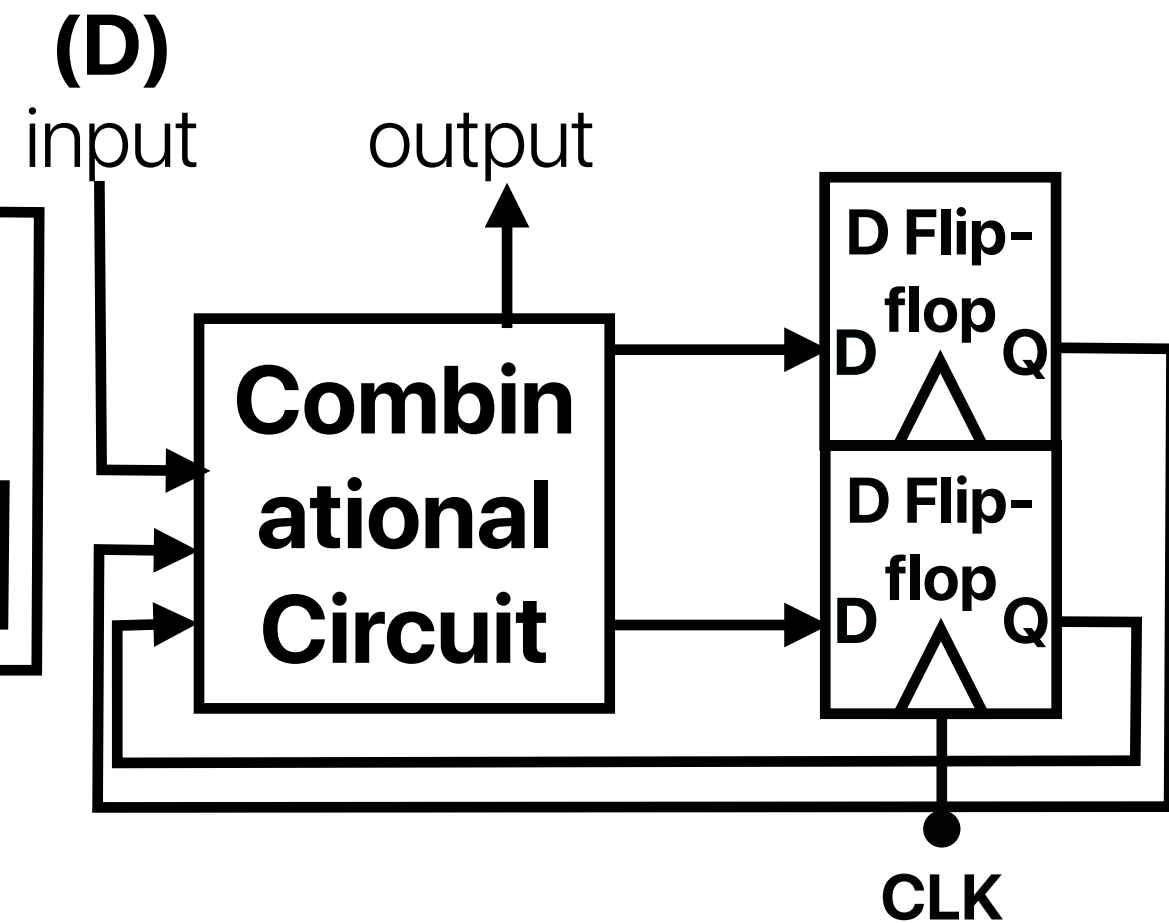 (D)
input
output
Combin
ational
Circuit
D Flip-
flop
D
Q
D Flip-
flop
D
Q
CLK